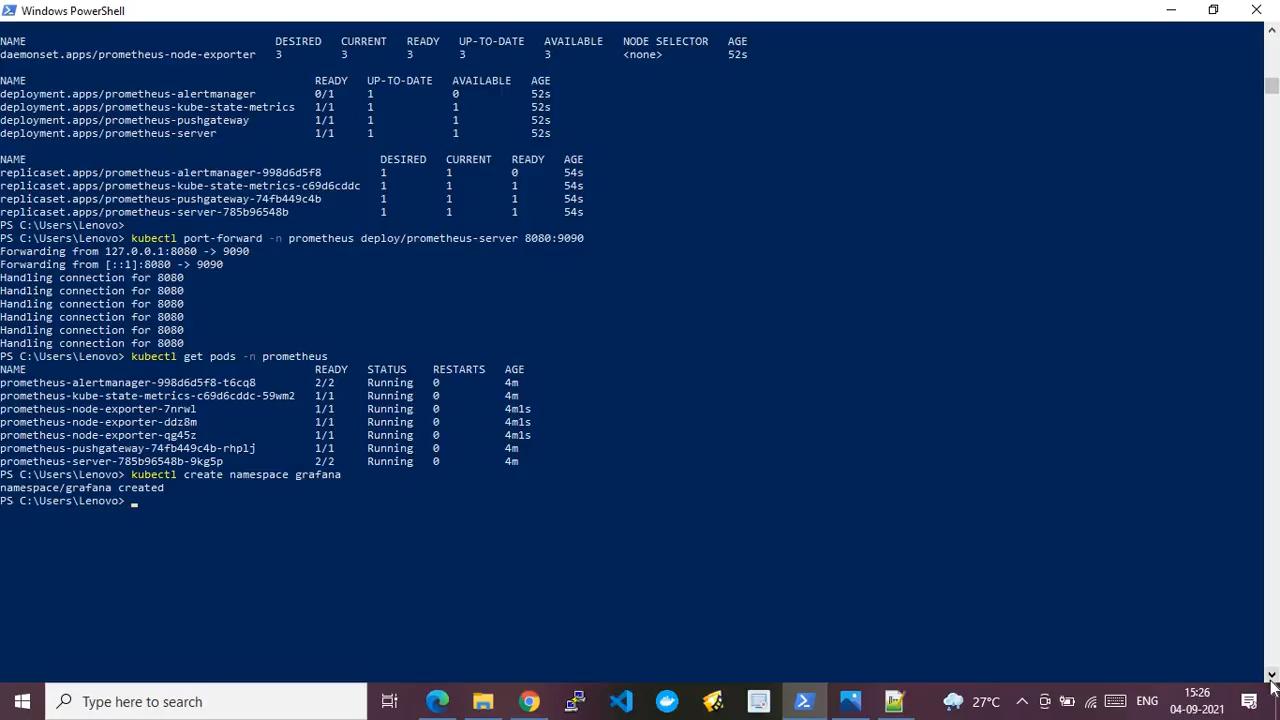 Windows PowerShell
NAME DESIRED CURRENT READY UP-TO-DATE AVAILABLE NODE SELECTOR AGE
daemonset.apps/prometheus-node-exporter 3 3 3 3 3 <none> 52s
NAME READY UP-TO-DATE AVAILABLE AGE
deployment.apps/prometheus-alertmanager 0/1 1 0 52s
deployment.apps/prometheus-kube-state-metrics 1/1 1 1 52s
deployment.apps/prometheus-pushgateway 1/1 1 1 52s
deployment.apps/prometheus-server 1/1 1 1 52s
NAME DESIRED CURRENT READY AGE
replicaset.apps/prometheus-alertmanager-998d6d5f8 1 1 0 54s
replicaset.apps/prometheus-kube-state-metrics-c69d6cddc 1 1 1 54s
replicaset.apps/prometheus-pushgateway-74fb449c4b 1 1 1 54s
replicaset.apps/prometheus-server-785b96548b 1 1 1 54s
PS C:\Users\Lenovo>
PS C:\Users\Lenovo> kubectl port-forward -n prometheus deploy/prometheus-server 8080:9090
Forwarding from 127.0.0.1:8080 -> 9090
Forwarding from [::1]:8080 -> 9090
Handling connection for 8080
Handling connection for 8080
Handling connection for 8080
Handling connection for 8080
Handling connection for 8080
Handling connection for 8080
PS C:\Users\Lenovo> kubectl get pods -n prometheus
NAME READY STATUS RESTARTS AGE
prometheus-alertmanager-998d6d5f8-t6cq8 2/2 Running 0 4m
prometheus-kube-state-metrics-c69d6cddc-59wm2 1/1 Running 0 4m
prometheus-node-exporter-7nrwl 1/1 Running 0 4m1s
prometheus-node-exporter-ddz8m 1/1 Running 0 4m1s
prometheus-node-exporter-qg45z 1/1 Running 0 4m1s
prometheus-pushgateway-74fb449c4b-rhplj 1/1 Running 0 4m
prometheus-server-785b96548b-9kg5p 2/2 Running 0 4m
PS C:\Users\Lenovo> kubectl create namespace grafana
namespace/grafana created
PS C:\Users\Lenovo>
Type here to search
27°C
ENG
15:26
04-09-2021